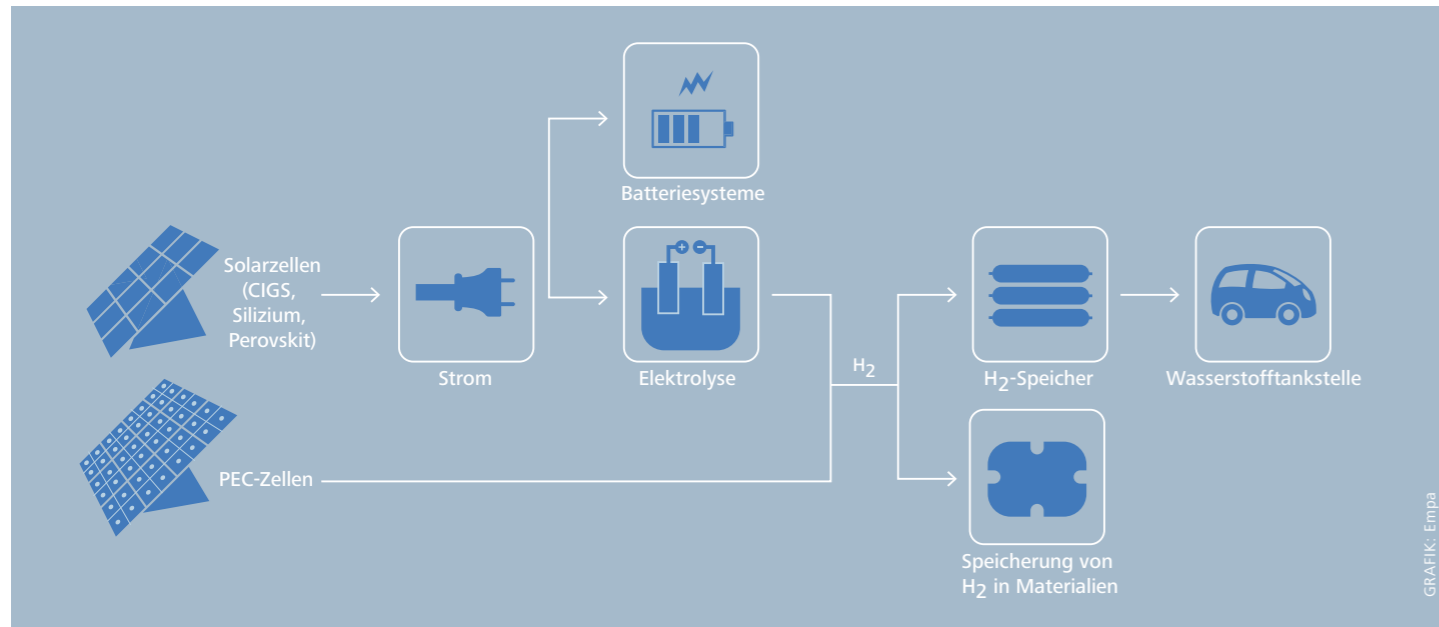 Batteriesysteme
Solarzellen
(CIGS,
Silizium,
Perovskit)
Strom
Elektrolyse
H2
H2-Speicher
Wasserstofftankstelle
PEC-Zellen
Speicherung von
H2 in Materialien
GRAFIK: Empa